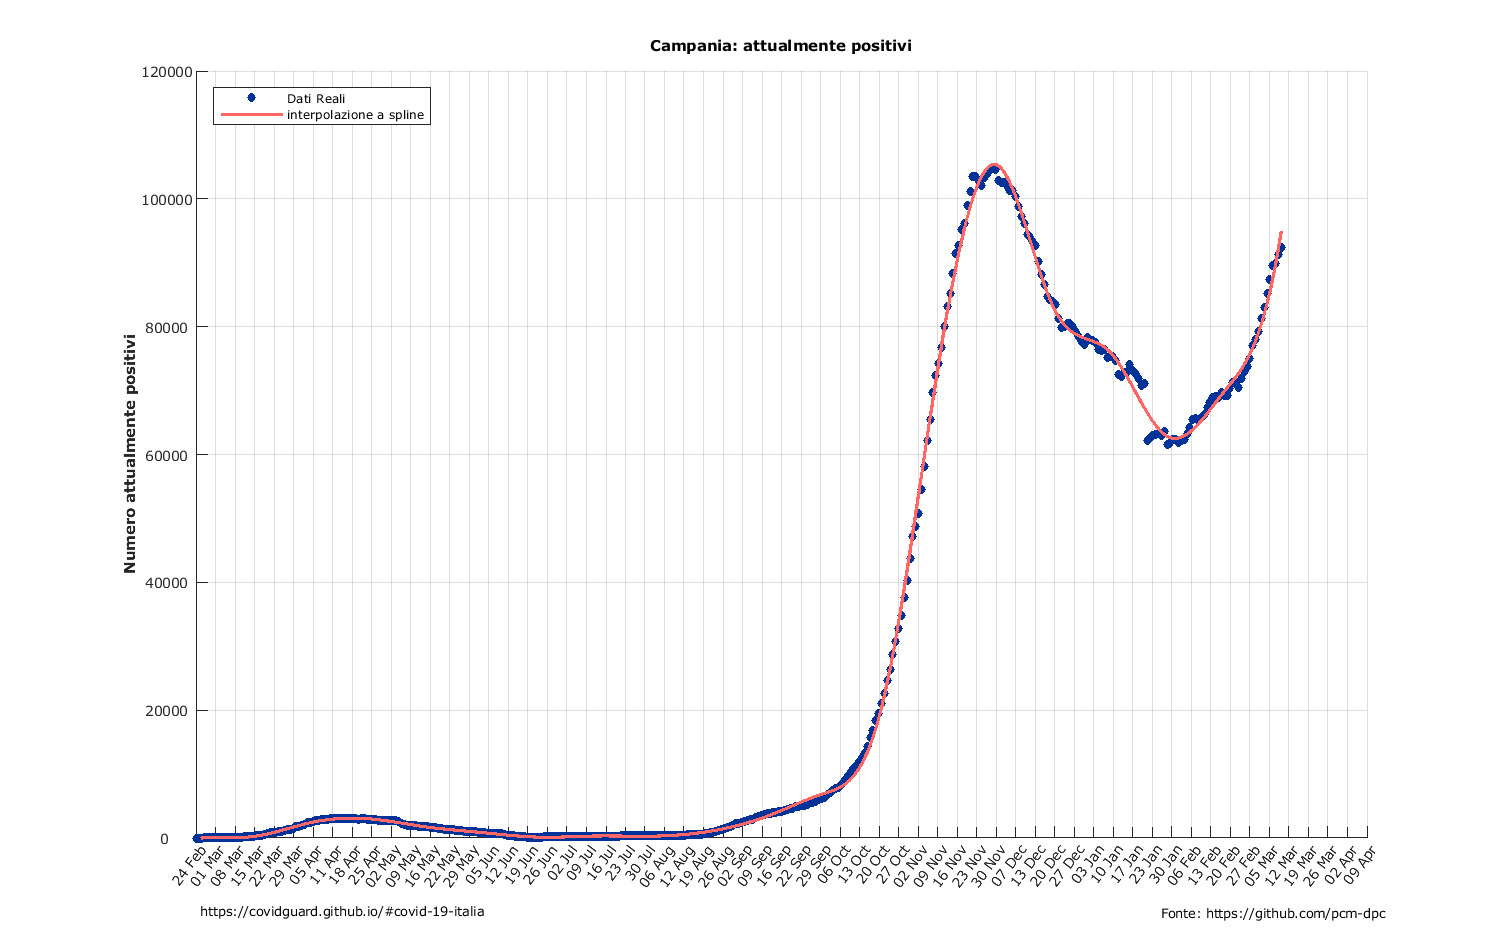 Campania: attualmente positivi
Dati Reali
interpolazione a spline
Numero attualmente positivi
120000
100000
80000
60000
40000
20000
0
24 Feb
01 Mar
08 Mar
15 Mar
22 Mar
29 Mar
05 Apr
11 Apr
18 Apr
25 Apr
02 May
09 May
16 May
22 May
29 May
05 Jun
12 Jun
19 Jun
26 Jun
02 Jul
09 Jul
16 Jul
23 Jul
30 Jul
06 Aug
12 Aug
19 Aug
26 Aug
02 Sep
09 Sep
16 Sep
22 Sep
29 Sep
06 Oct
13 Oct
20 Oct
27 Oct
02 Nov
09 Nov
16 Nov
23 Nov
30 Nov
07 Dec
13 Dec
20 Dec
27 Dec
03 Jan
10 Jan
17 Jan
23 Jan
30 Jan
06 Feb
13 Feb
20 Feb
27 Feb
05 Mar
12 Mar
19 Mar
26 Mar
02 Apr
09 Apr
https://covidguard.github.io/#covid-19-italia
Fonte: https://github.com/pcm-dpc